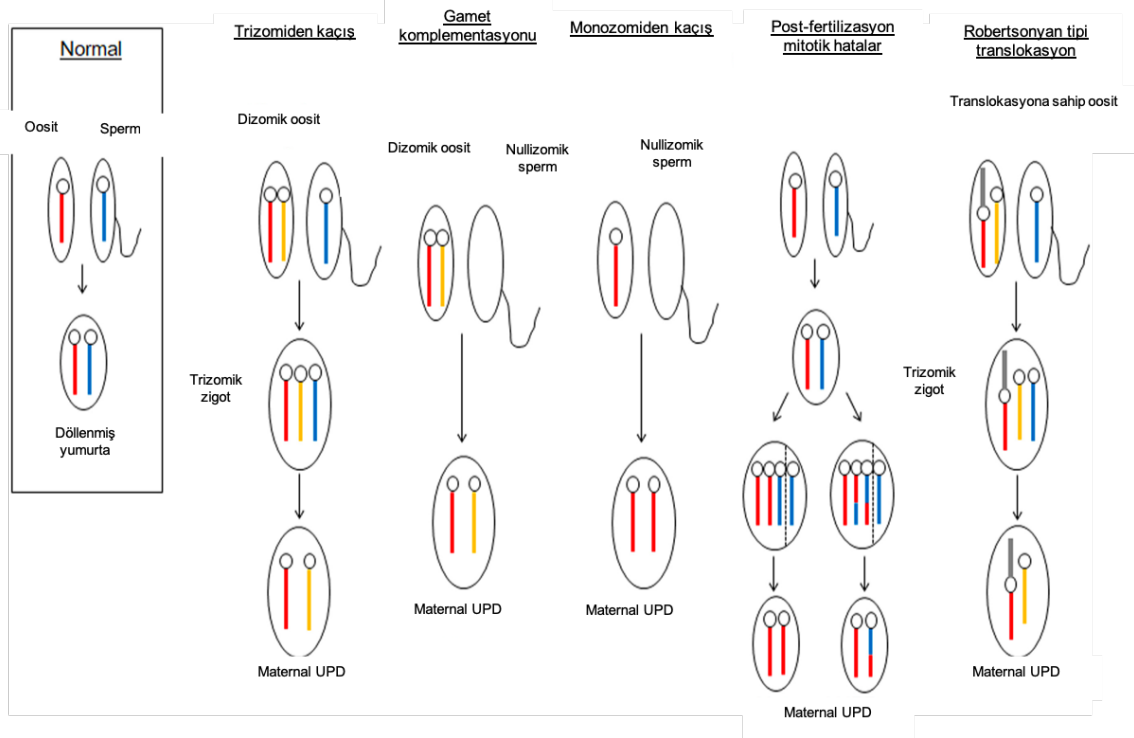 Normal
Oosit
Sperm
Döllenmiş
yumurta
Trizomiden kaçış
Dizomik oosit
Trizomik
zigot
Maternal UPD
Gamet
komplementasyonu
Dizomik oosit
Nullizomik
sperm
Maternal UPD
Monozomiden kaçış
Nullizomik
sperm
Maternal UPD
Post-fertilizasyon
mitotik hatalar
Maternal UPD
Robertsonyan tipi
translokasyon
Translokasyona sahip oosit
Trizomik
zigot
Maternal UPD